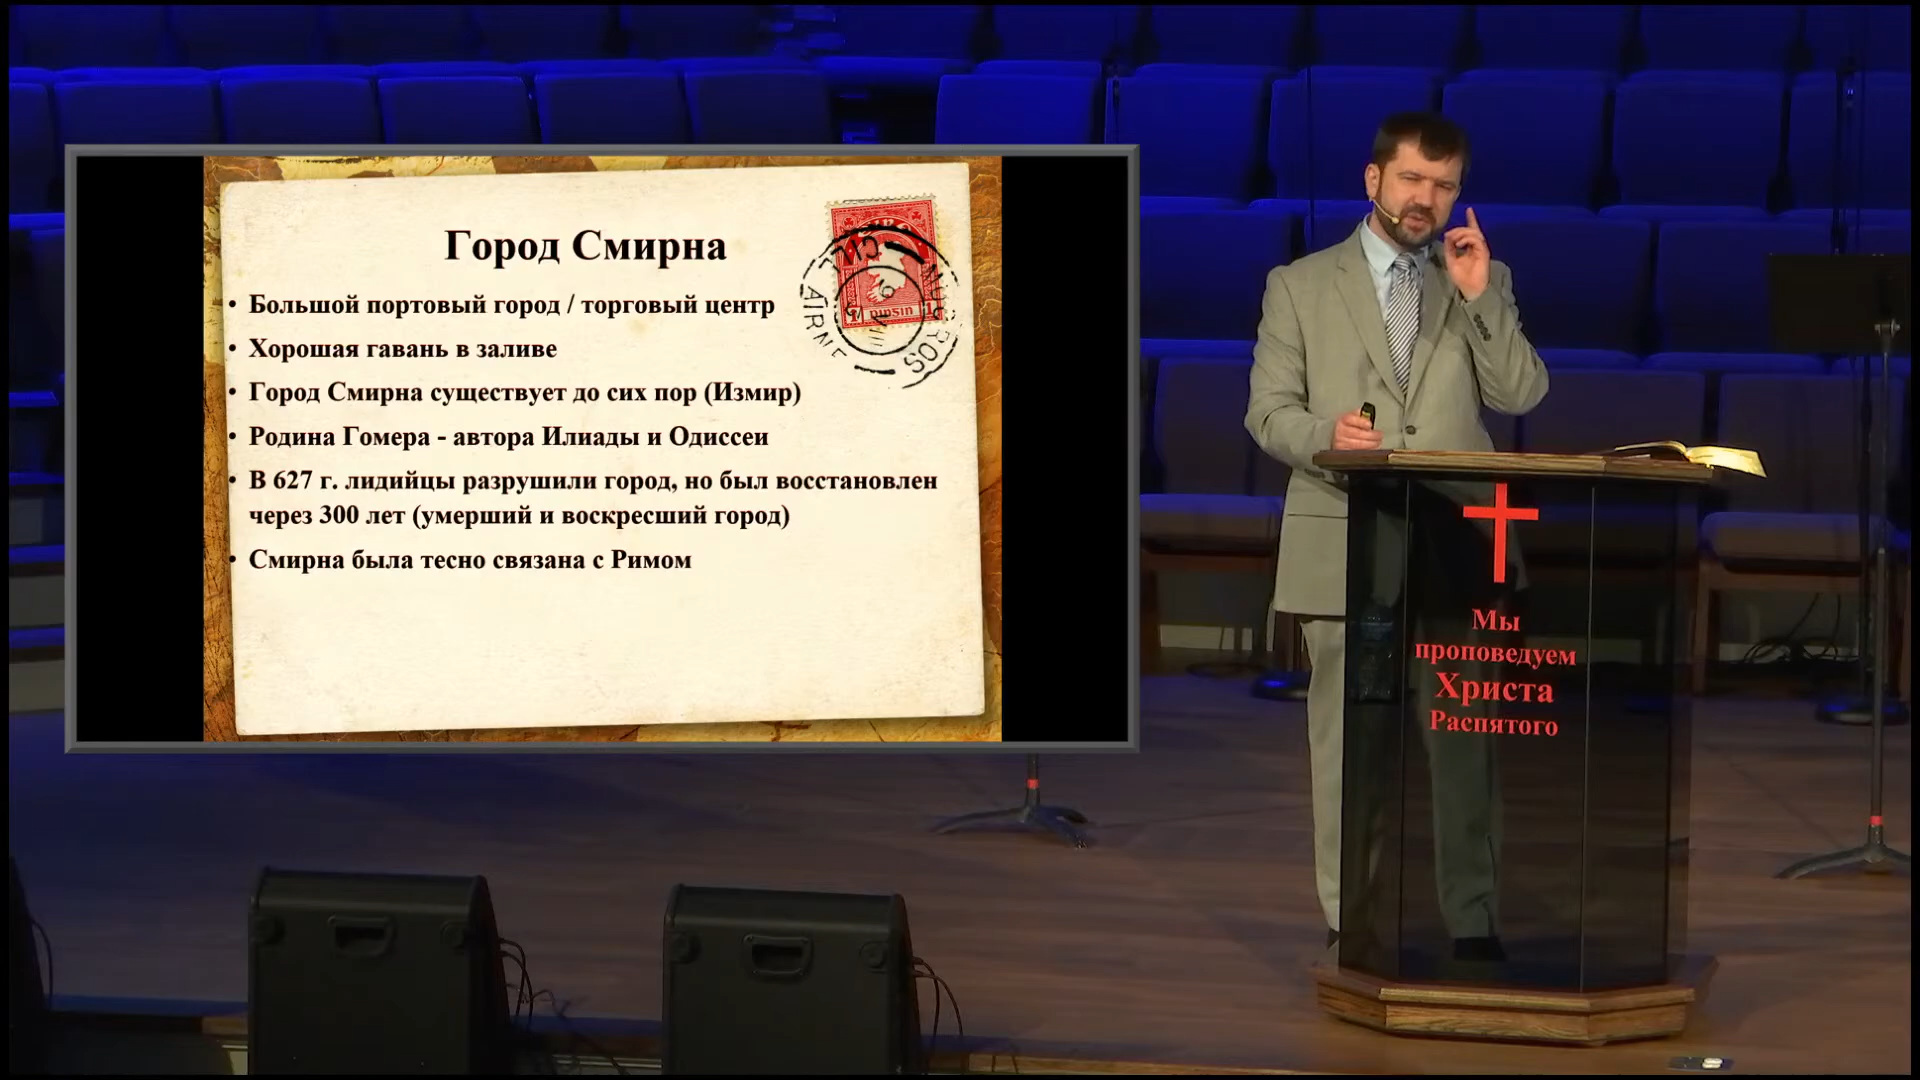 Город Смирна
• Большой портовый город / торговый центр
• Хорошая гавань в заливе
• Город Смирна существует до сих пор (Измир)
• Родина Гомера - автора Илиады и Одиссеи
• В 627 г. лидийцы разрушили город, но был восстановлен
через 300 лет (умерший и воскресший город)
• Смирна была тесно связана с Римом
Мы
проповедуем
Христа
Распятого